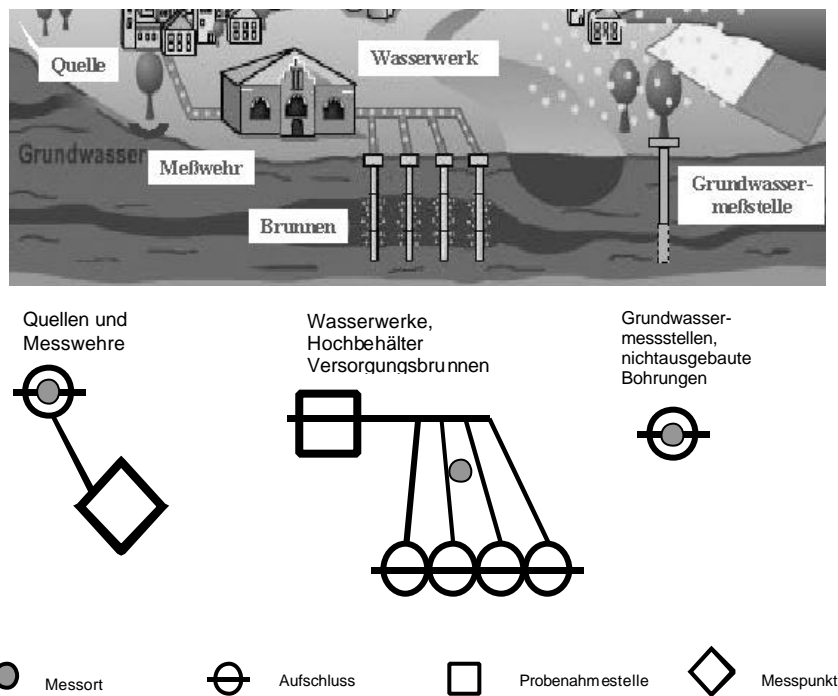 Quelle
Wasserwerk
Grundwasser
Meßwehr
Grundwasser-
meßstelle
Brunnen
Quellen und
Messwehre
Wasserwerke,
Hochbehälter
Versorgungsbrunnen
Grundwasser-
messstellen,
nichtausgebaute
Bohrungen
Messort
Aufschluss
Probenahmestelle
Messpunkt